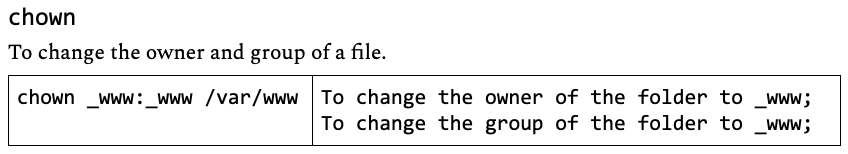 chown
To change the owner and group of a file.
chown _www:_www /var/www
To change the owner of the folder to _www;
To change the group of the folder to _www;